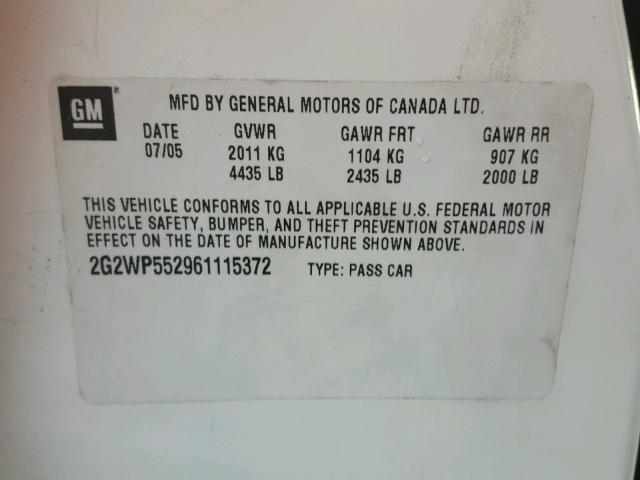 GM
MFD BY GENERAL MOTORS OF CANADA LTD.
DATE GVWR GAWR FRT GAWR RR
07/05 2011 KG 1104 KG 907 KG
4435 LB 2435 LB 2000 LB
THIS VEHICLE CONFORMS TO ALL APPLICABLE U.S. FEDERAL MOTOR
VEHICLE SAFETY, BUMPER, AND THEFT PREVENTION STANDARDS IN
EFFECT ON THE DATE OF MANUFACTURE SHOWN ABOVE.
2G2WP552961115372 TYPE: PASS CAR